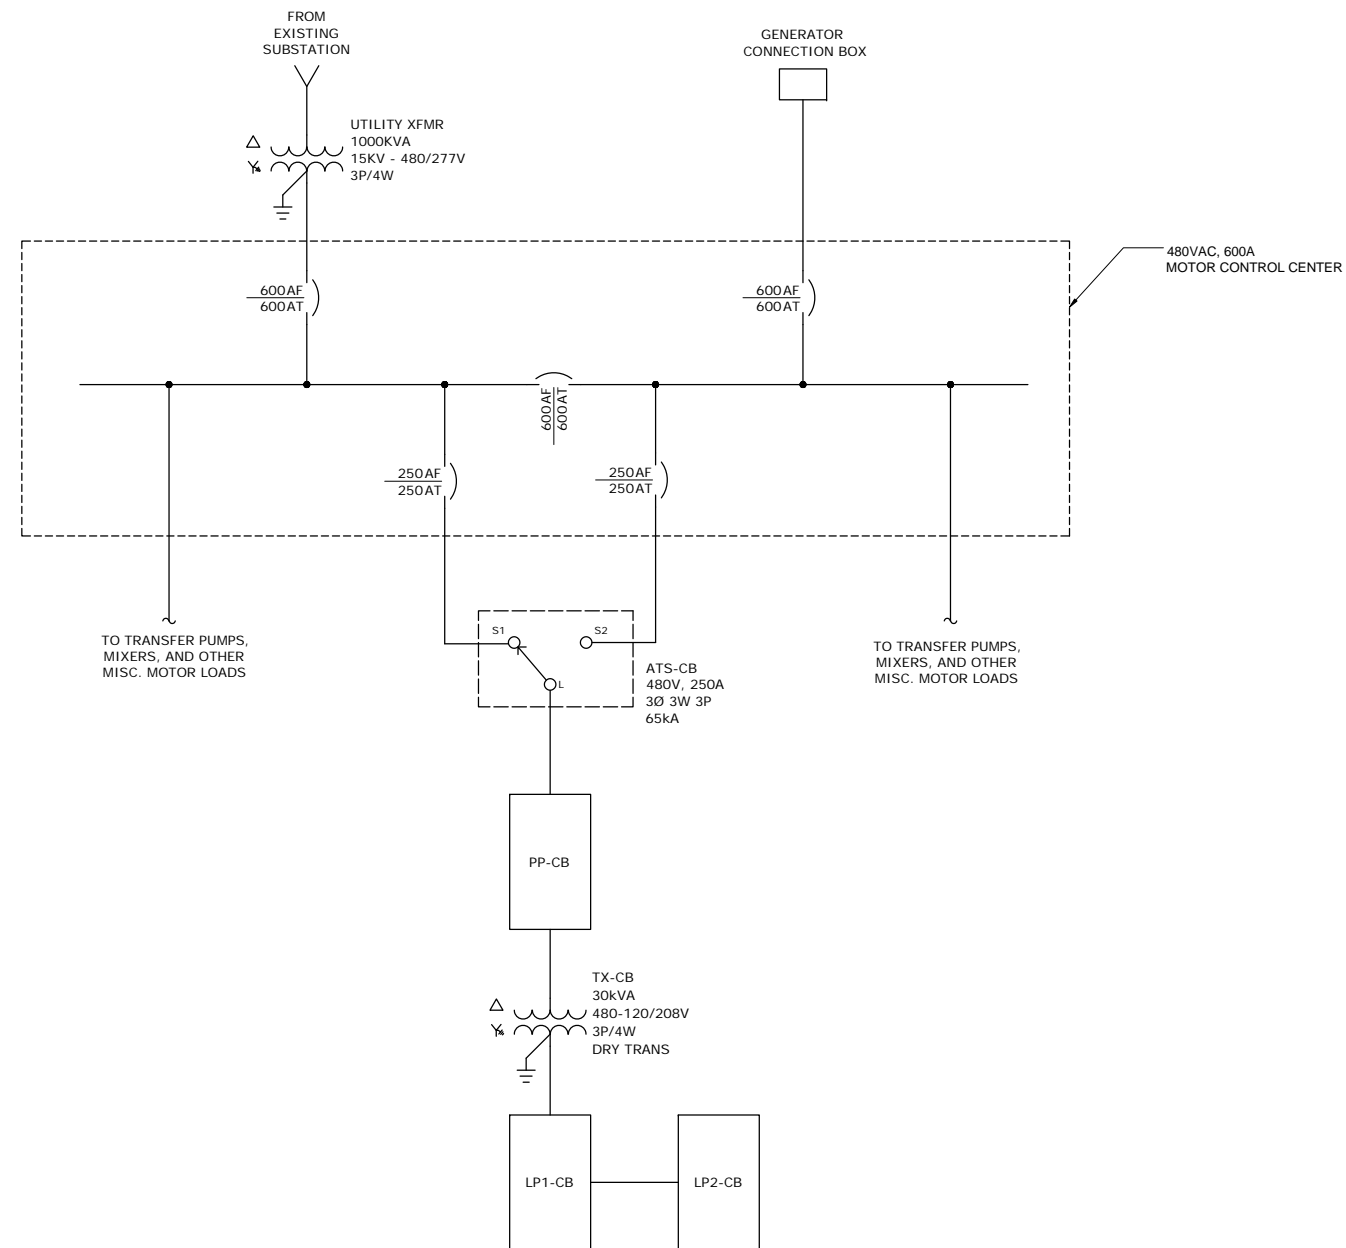 FROM
EXISTING
SUBSTATION
GENERATOR
CONNECTION BOX
UTILITY XFMR
1000KVA
15KV - 480/277V
3P/4W
480VAC, 600A
MOTOR CONTROL CENTER
600AF
600AT
600AF
600AT
600AF
600AT
250AF
250AT
250AF
250AT
TO TRANSFER PUMPS,
MIXERS, AND OTHER
MISC. MOTOR LOADS
S1
S2
L
ATS-CB
480V, 250A
3Ø 3W 3P
65kA
TO TRANSFER PUMPS,
MIXERS, AND OTHER
MISC. MOTOR LOADS
PP-CB
TX-CB
30kVA
480-120/208V
3P/4W
DRY TRANS
LP1-CB
LP2-CB